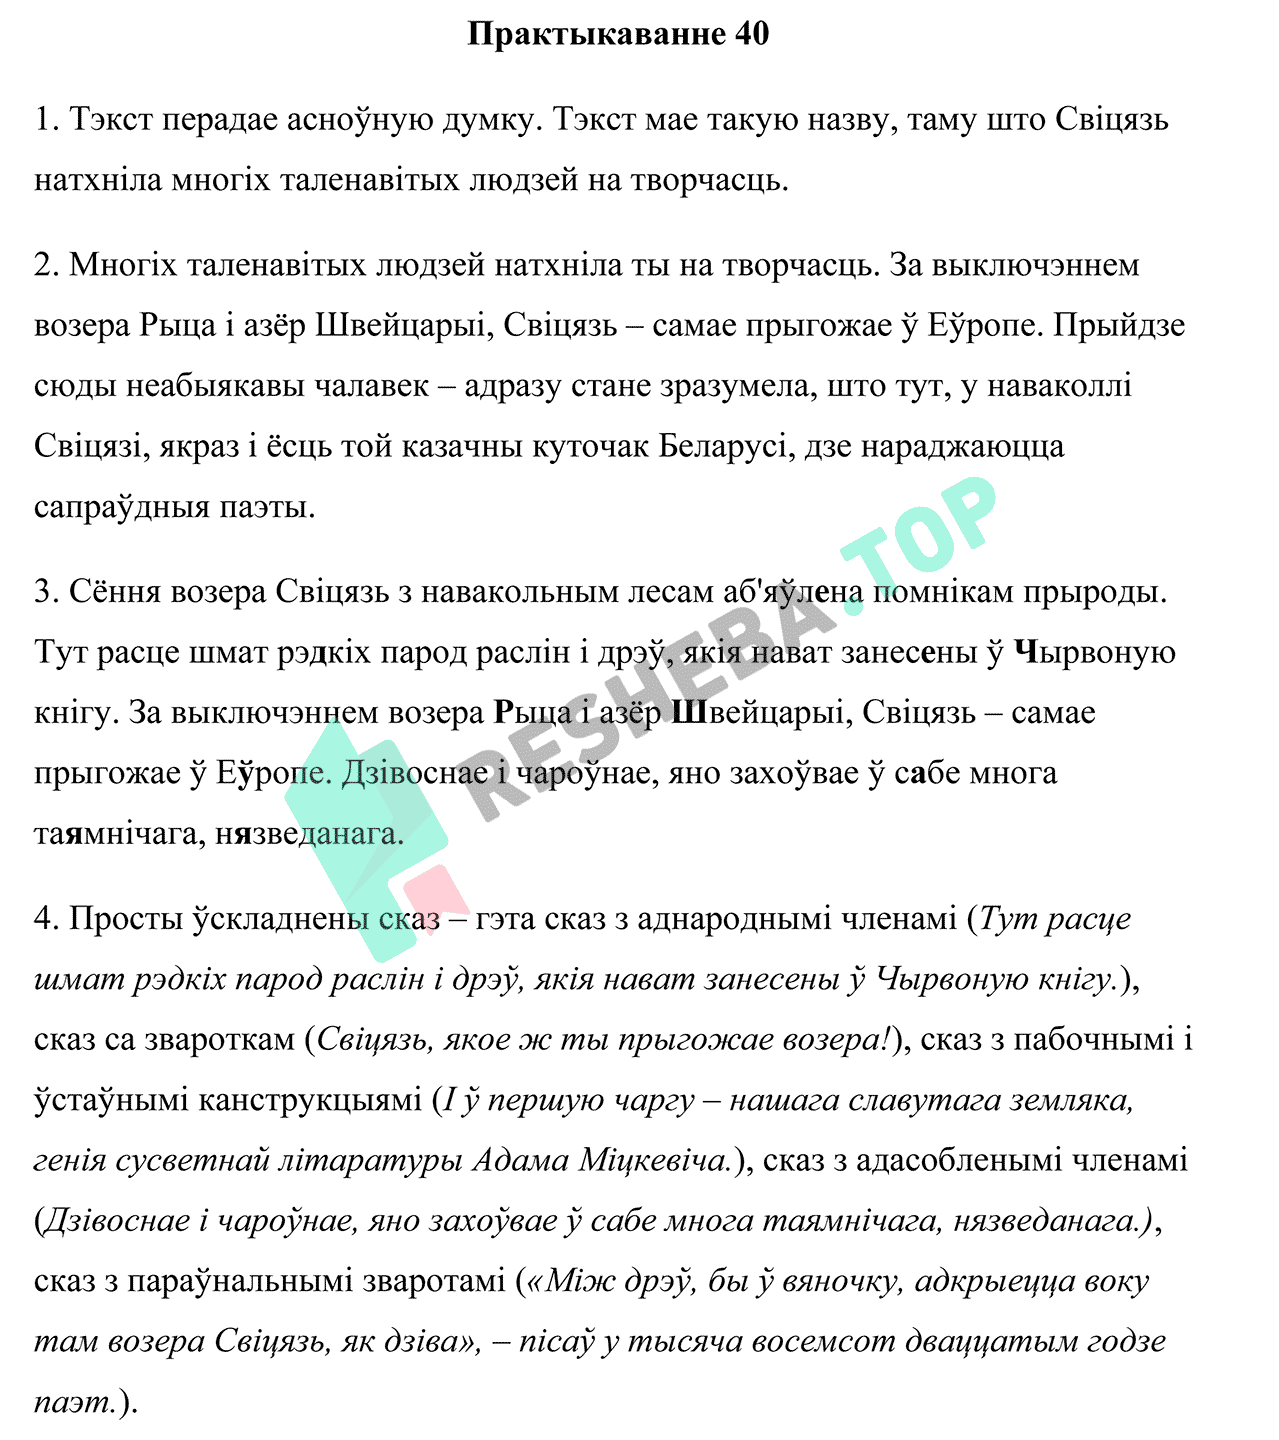 Практыкаванне 40
1. Тэкст перадае асноўную думку. Тэкст мае такую назву, таму што Свіцязь
натхніла многіх таленавітых людзей на творчасць.
2. Многіх таленавітых людзей натхніла ты на творчасць. За выключэннем
возера Рыца і азёр Швейцарыі, Свіцязь – самае прыгожае ў Еўропе. Прыйдзе
сюды неабыякавы чалавек – адразу стане зразумела, што тут, у наваколлі
Свіцязі, якраз і ёсць той казачны куточак Беларусі, дзе нараджаюцца
сапраўдныя паэты.
3. Сёння возера Свіцязь з навакольным лесам аб'яўлена помнікам прыроды.
Тут расце шмат рэдкіх парод раслін і дрэў, якія нават занесены ў Чырвоную
кнігу. За выключэннем возера Рыца і азёр Швейцарыі, Свіцязь – самае
прыгожае ў Еўропе. Дзівоснае і чароўнае, яно захоўвае ў сабе многа
таямнічага, нязведанага.
RESHEBA.TOP
4. Просты ўскладнены сказ – гэта сказ з аднароднымі членамі (Тут расце
шмат рэдкіх парод раслін і дрэў, якія нават занесены ў Чырвоную кнігу.),
сказ са звароткам (Свіцязь, якое ж ты прыгожае возера!), сказ з пабочнымі і
ўстаўнымі канструкцыямі (І ў першую чаргу – нашага славутага земляка,
генія сусветнай літаратуры Адама Міцкевіча.), сказ з адасобленымі членамі
(Дзівоснае і чароўнае, яно захоўвае ў сабе многа таямнічага, нязведанага.),
сказ з параўнальнымі зваротамі («Між дрэў, бы ў вяночку, адкрыецца воку
там возера Свіцязь, як дзіва», – пісаў у тысяча восемсот дваццатым годзе
паэт.).